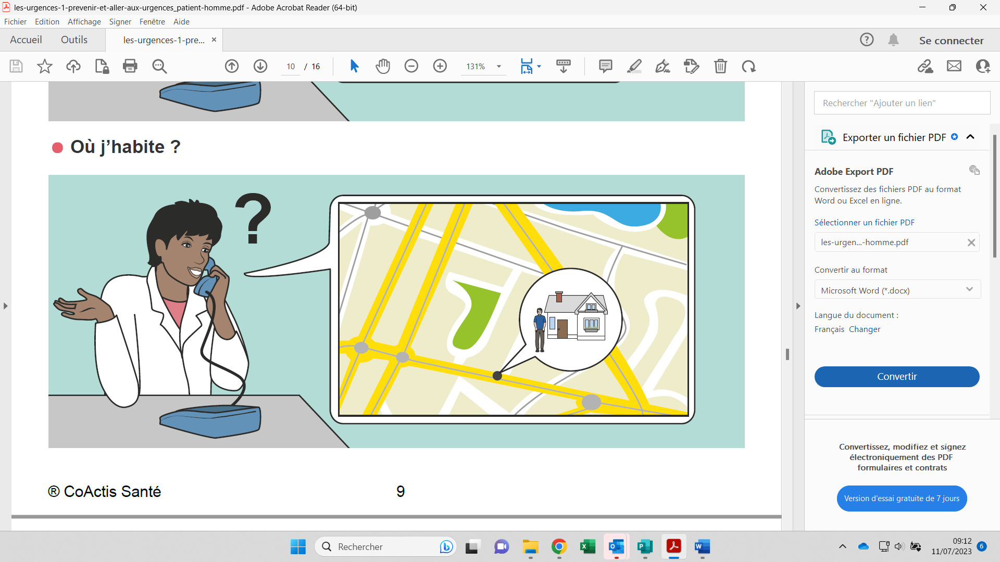 les-urgences-1-prevenir-et-aller-aux-urgences_patient-homme.pdf - Adobe Acrobat Reader (64-bit)
Fichier Edition Affichage Signer Fenêtre Aide
Accueil Outils les-urgences-1-pre... Se connecter
10 / 16 131%
Rechercher "Ajouter un lien"
Où j'habite ?
Exporter un fichier PDF
Adobe Export PDF
Convertissez des fichiers PDF au format
Word ou Excel en ligne.
Sélectionner un fichier PDF
les-urgen...-homme.pdf
Convertir au format
Microsoft Word (*.docx)
Langue du document :
Français Changer
Convertir
?
Convertissez, modifiez et signez
électroniquement des PDF
formulaires et contrats
Version d'essai gratuite de 7 jours
® CoActis Santé 9
Rechercher
09:12
11/07/2023
6